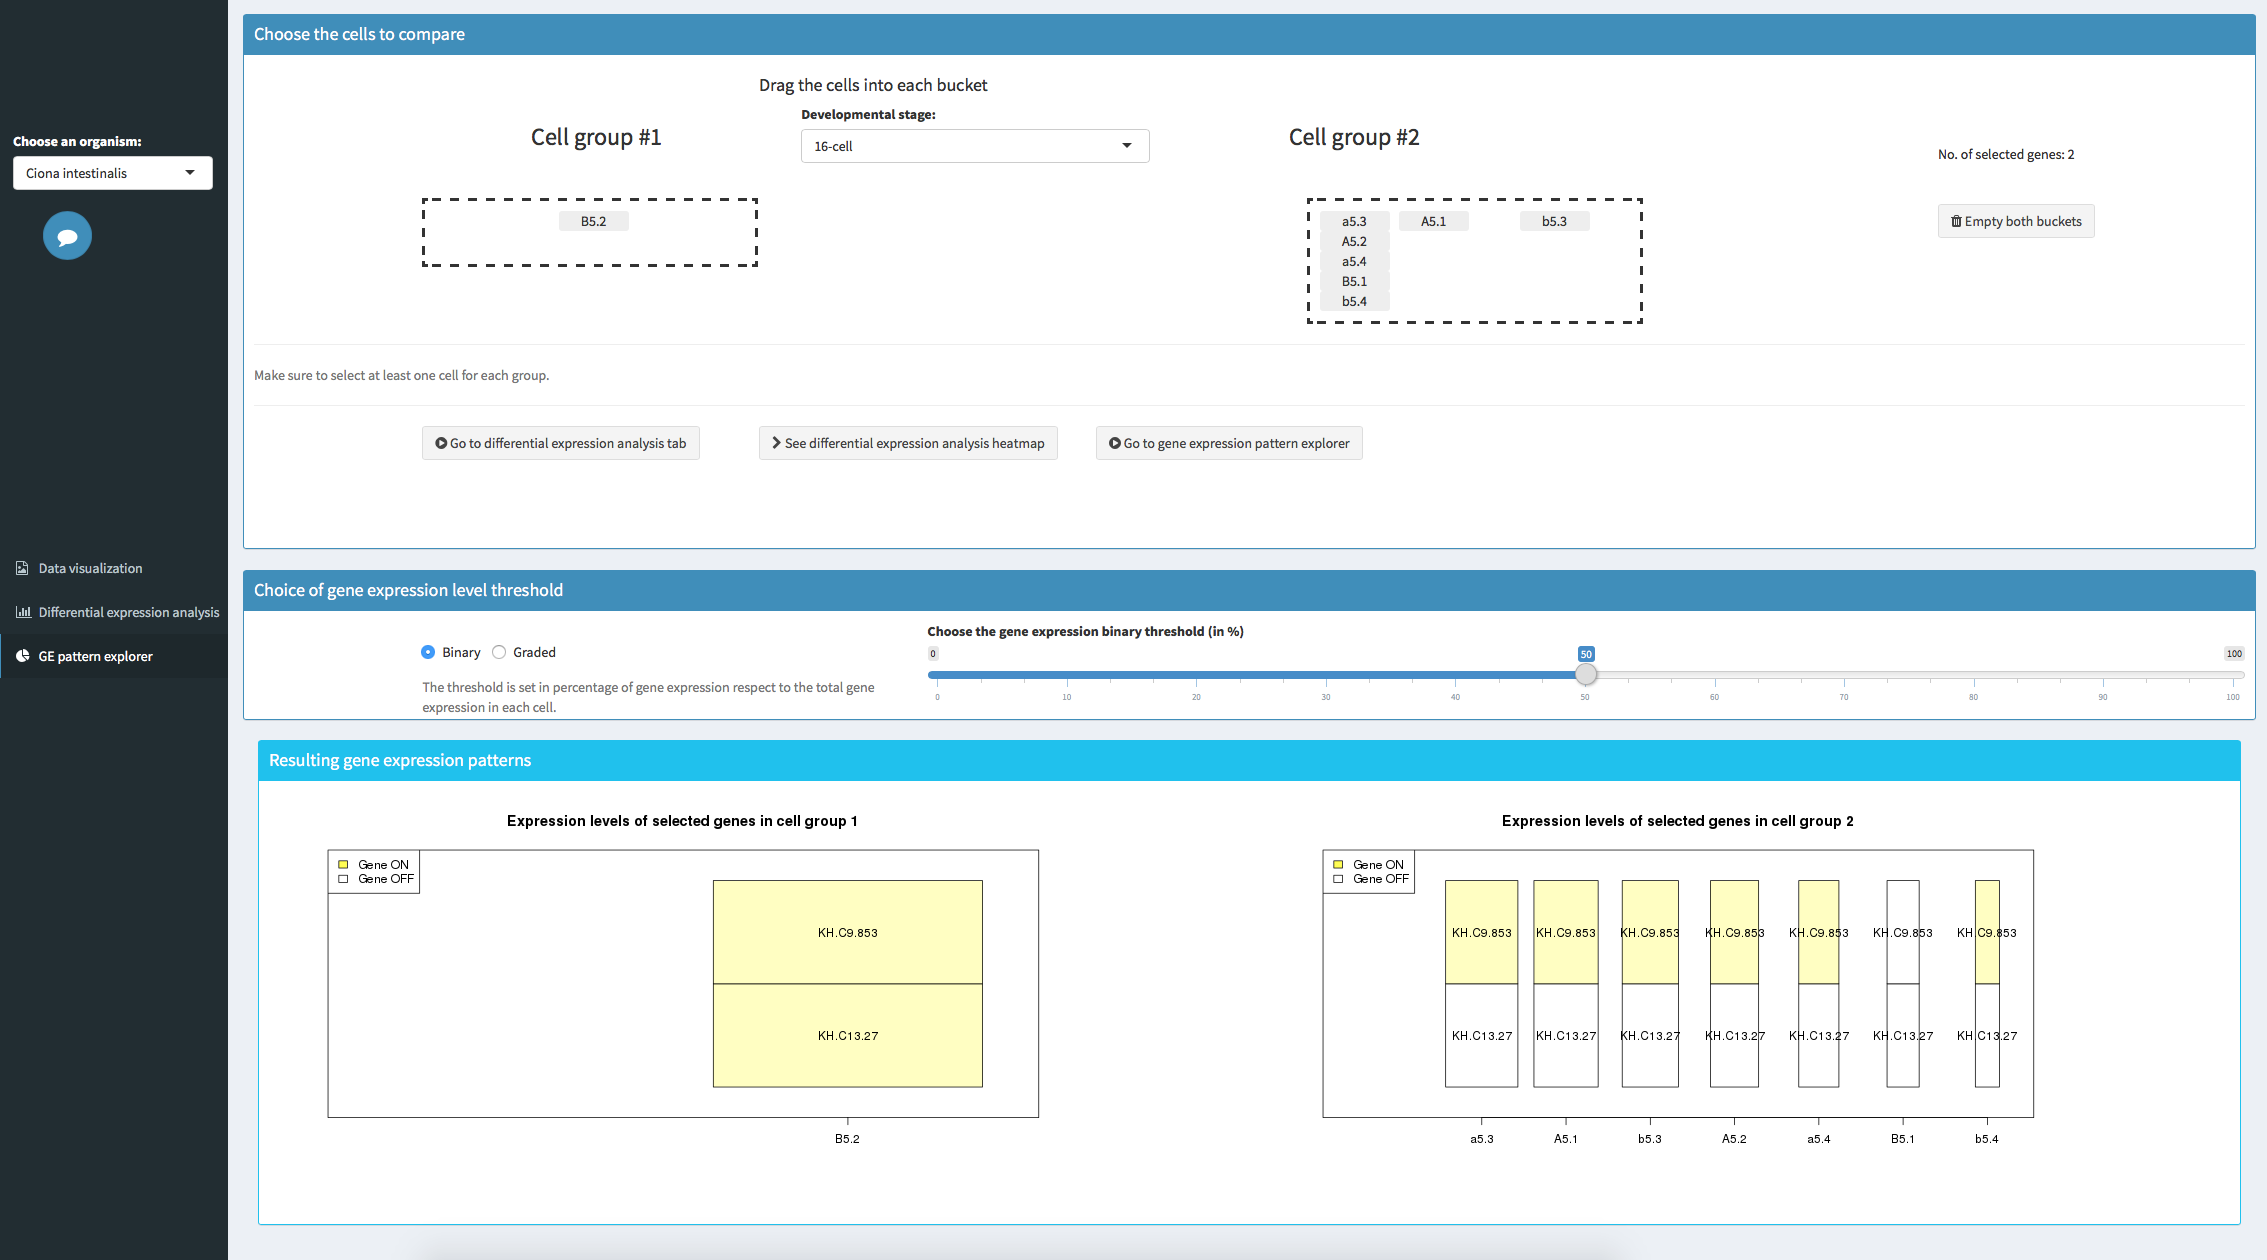 Choose an organism:
Ciona intestinalis
Data visualization
Differential expression analysis
GE pattern explorer
Choose the cells to compare
Drag the cells into each bucket
Developmental stage:
Cell group #1
16-cell
Cell group #2
No. of selected genes: 2
B5.2
a5.3 A5.1 b5.3
A5.2
a5.4
B5.1
b5.4
Empty both buckets
Make sure to select at least one cell for each group.
Go to differential expression analysis tab
See differential expression analysis heatmap
Go to gene expression pattern explorer
Choice of gene expression level threshold
Binary Graded
The threshold is set in percentage of gene expression respect to the total gene
expression in each cell.
Choose the gene expression binary threshold (in %)
0 50 100
0 10 20 30 40 50 60 70 80 90 100
Resulting gene expression patterns
Expression levels of selected genes in cell group 1
Gene ON
Gene OFF
KH.C9.853
KH.C13.27
B5.2
Expression levels of selected genes in cell group 2
Gene ON
Gene OFF
KH.C9.853 KH.C9.853 KH.C9.853 KH.C9.853 KH.C9.853 KH.C9.853 KH.C9.853
KH.C13.27 KH.C13.27 KH.C13.27 KH.C13.27 KH.C13.27 KH.C13.27 KH.C13.27
a5.3 A5.1 b5.3 A5.2 a5.4 B5.1 b5.4